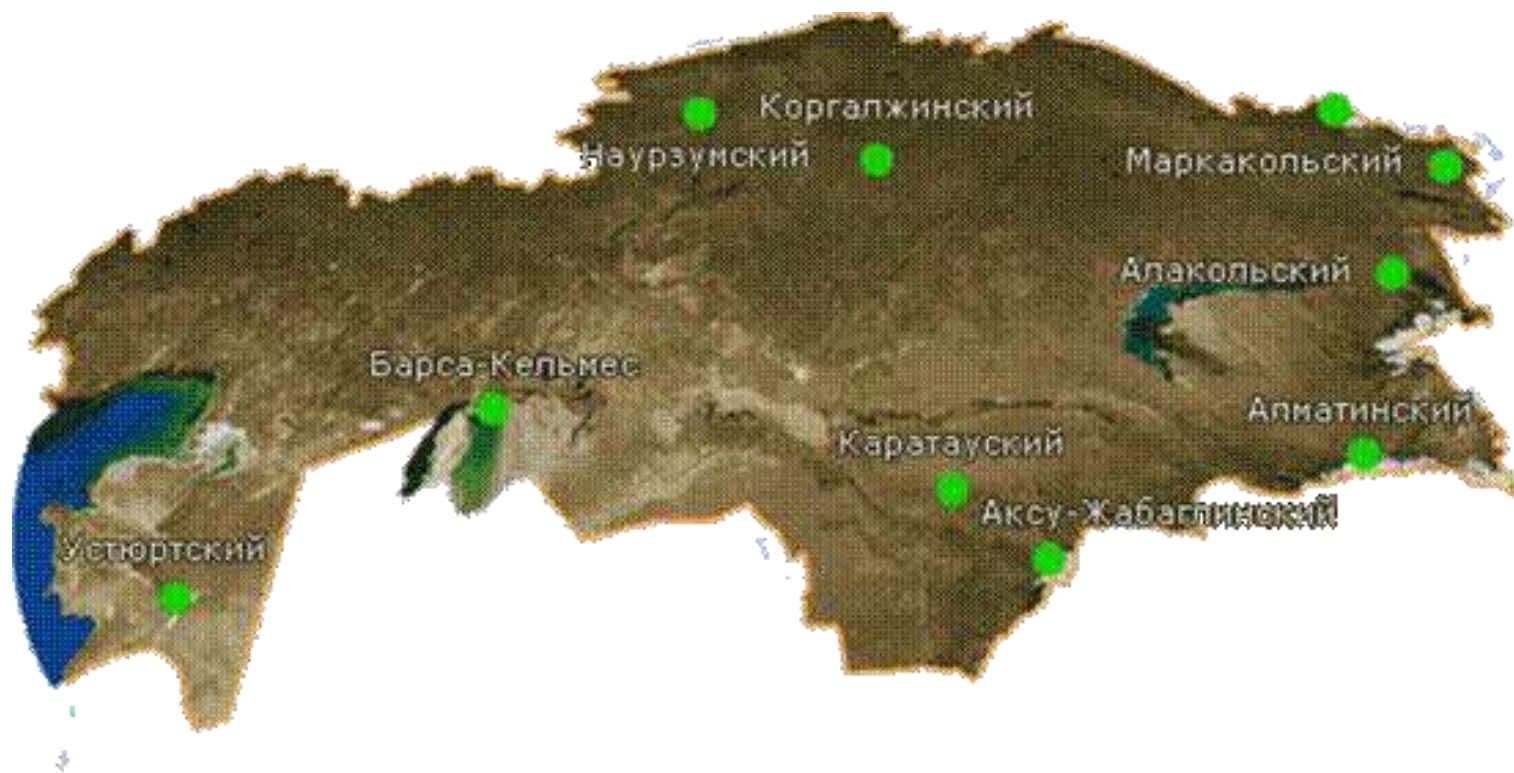 Коргалжинский
Наурзумский
Маркакольский
Алакольский
Барса-Кельмес
Алматинский
Каратауский
Аксу-Жабаглинский
Устюртский